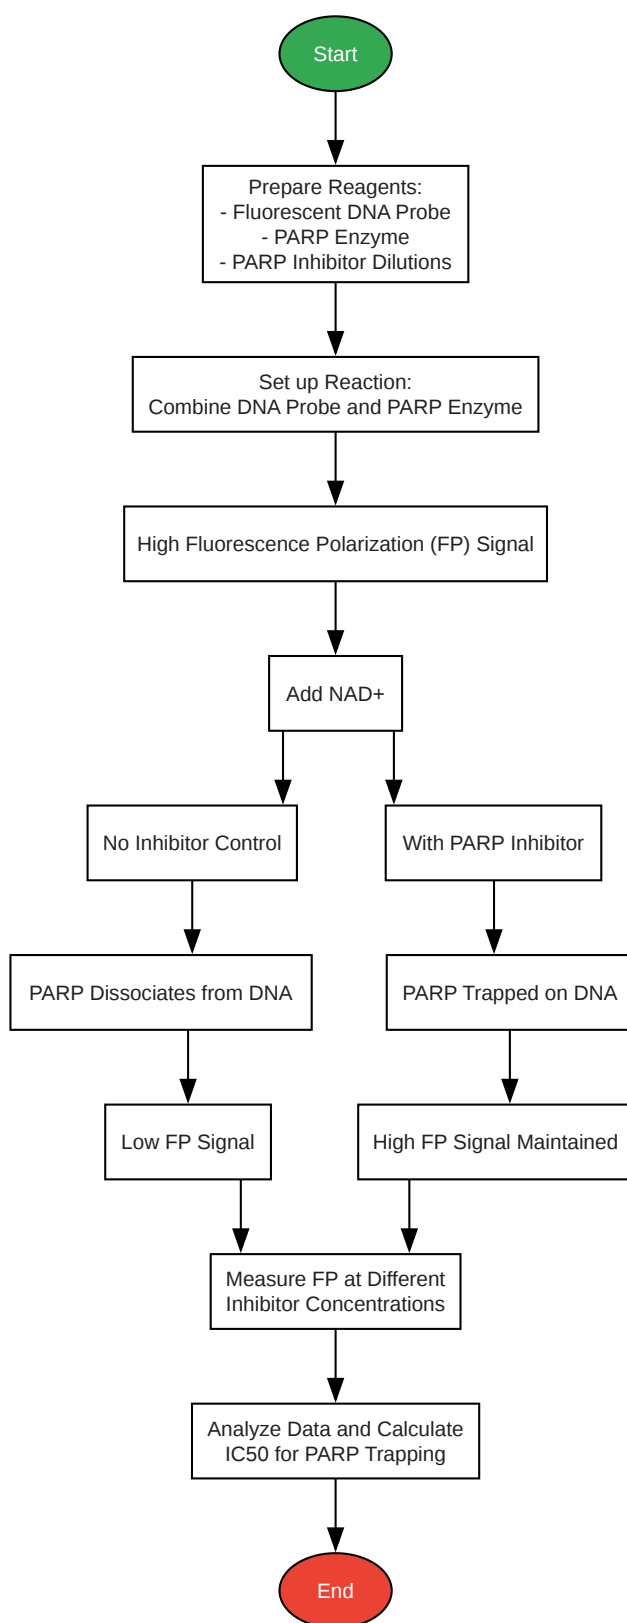 Start
Prepare Reagents:
- Fluorescent DNA Probe
- PARP Enzyme
- PARP Inhibitor Dilutions
Set up Reaction:
Combine DNA Probe and PARP Enzyme
High Fluorescence Polarization (FP) Signal
Add NAD+
No Inhibitor Control
With PARP Inhibitor
PARP Dissociates from DNA
PARP Trapped on DNA
Low FP Signal
High FP Signal Maintained
Measure FP at Different
Inhibitor Concentrations
Analyze Data and Calculate
IC50 for PARP Trapping
End